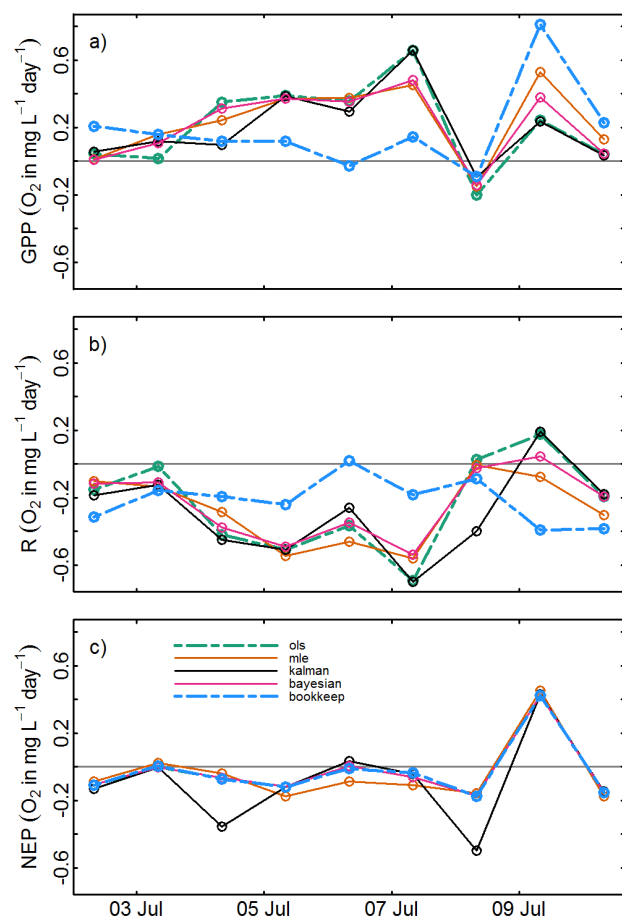 a)
GPP (O₂ in mg L⁻¹ day⁻¹)
0.6
0.2
-0.2
-0.6
b)
R (O₂ in mg L⁻¹ day⁻¹)
0.6
0.2
-0.2
-0.6
c)
NEP (O₂ in mg L⁻¹ day⁻¹)
0.6
0.2
-0.2
-0.6
ols
mle
kalman
bayesian
bookkeep
03 Jul 05 Jul 07 Jul 09 Jul